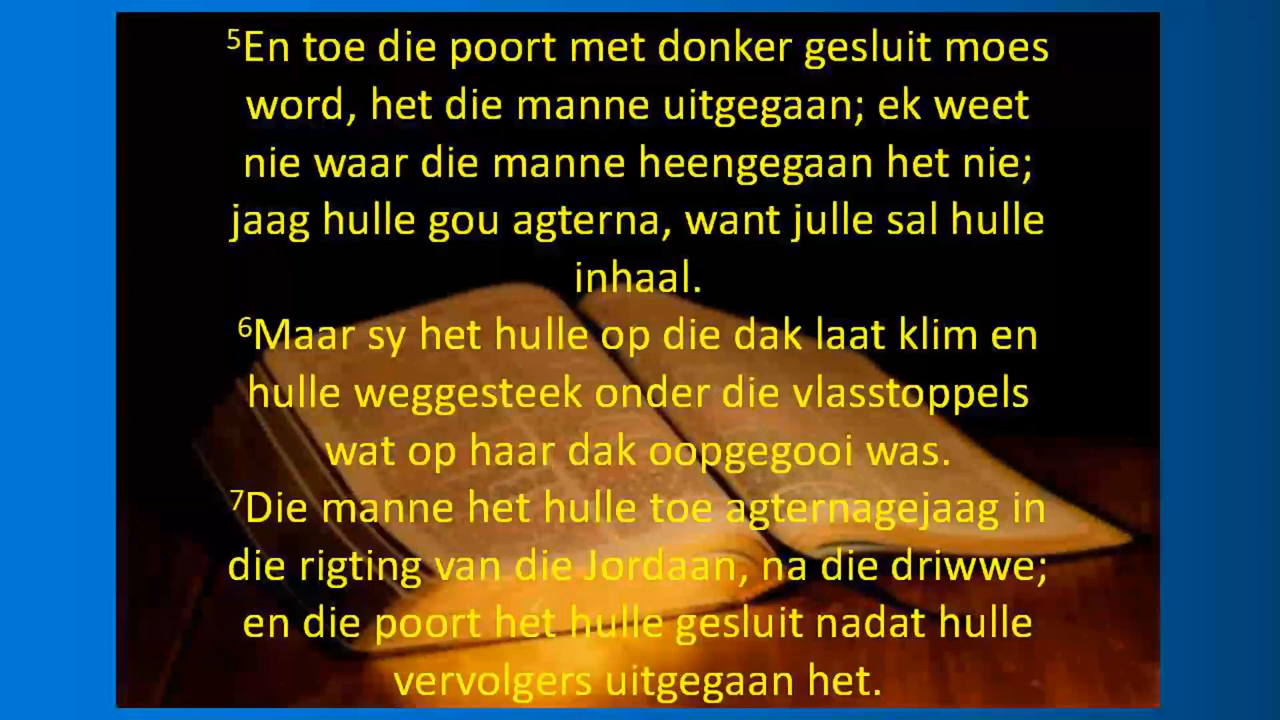 ⁵En toe die poort met donker gesluit moes
word, het die manne uitgegaan; ek weet
nie waar die manne heengegaan het nie;
jaag hulle gou agterna, want julle sal hulle
inhaal.
⁶Maar sy het hulle op die dak laat klim en
hulle weggesteek onder die vlasstoppels
wat op haar dak oopgegooi was.
⁷Die manne het hulle toe agternagejaag in
die rigting van die Jordaan, na die driwwe;
en die poort het hulle gesluit nadat hulle
vervolgers uitgegaan het.